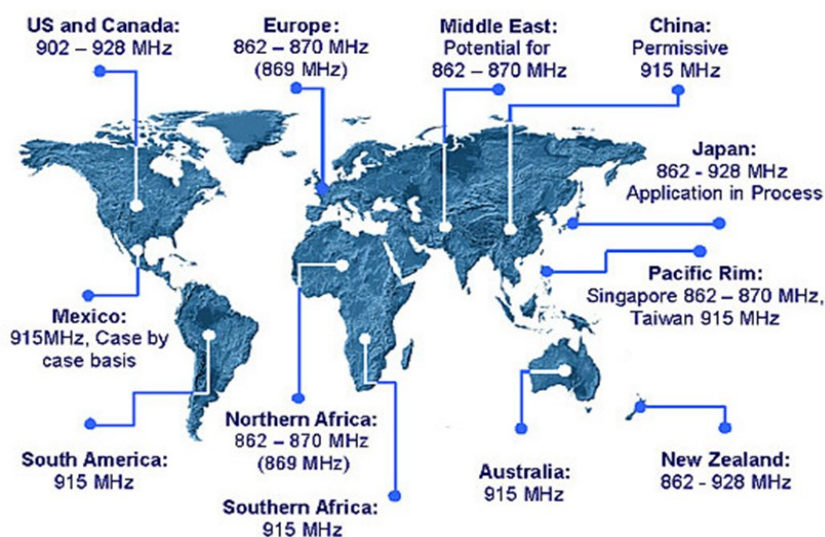 US and Canada:
902 – 928 MHz
Europe:
862 – 870 MHz
(869 MHz)
Middle East:
Potential for
862 – 870 MHz
China:
Permissive
915 MHz
Japan:
862 - 928 MHz
Application in Process
Pacific Rim:
Singapore 862 – 870 MHz,
Taiwan 915 MHz
Mexico:
915MHz, Case by
case basis
South America:
915 MHz
Northern Africa:
862 – 870 MHz
(869 MHz)
Southern Africa:
915 MHz
Australia:
915 MHz
New Zealand:
862 - 928 MHz